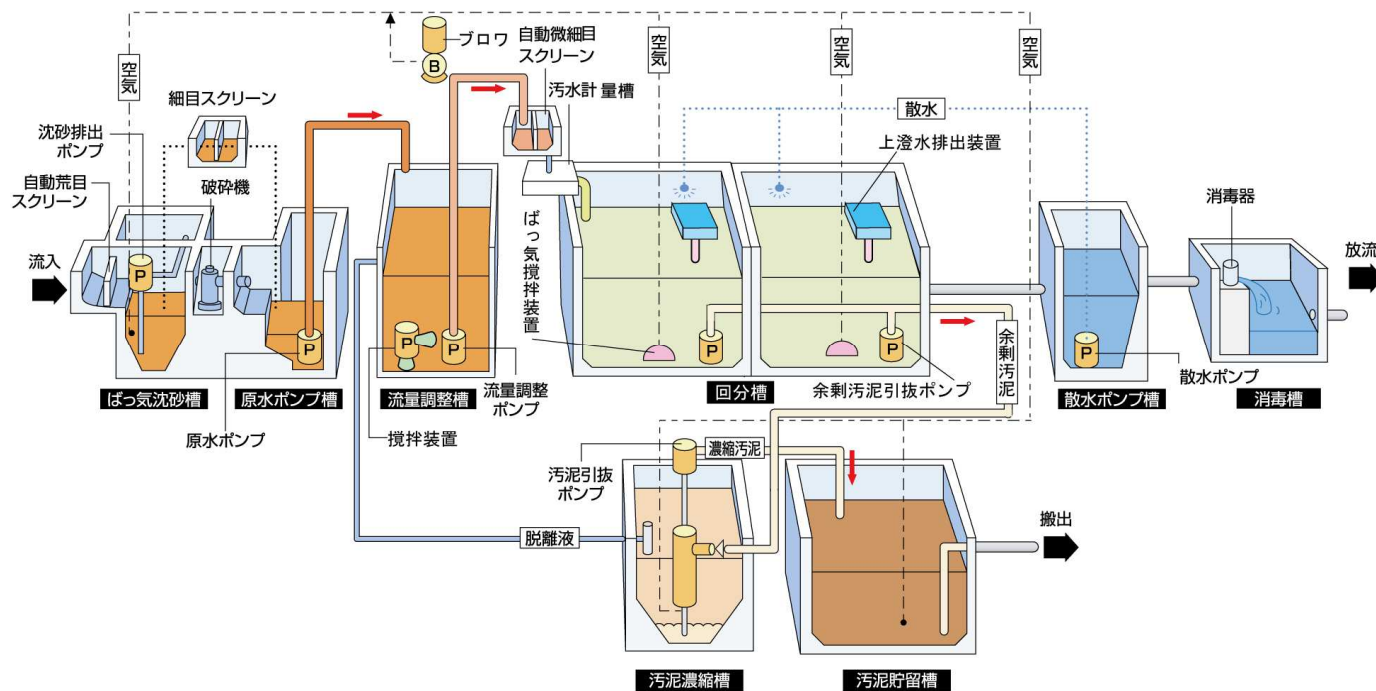 空気
ブロワ
B
自動微細目
スクリーン
空気
空気
空気
細目スクリーン
汚水計量槽
散水
沈砂排出
ポンプ
上澄水排出装置
自動荒目
スクリーン
破砕機
消毒器
ばっ気撹拌装置
流入
P
放流
P
P
P
P
P
P
余剰汚泥
散水ポンプ
ばっ気沈砂槽
原水ポンプ槽
流量調整槽
流量調整
ポンプ
回分槽
余剰汚泥引抜ポンプ
散水ポンプ槽
消毒槽
原水ポンプ
撹拌装置
汚泥引抜
ポンプ
濃縮汚泥
脱離液
搬出
汚泥濃縮槽
汚泥貯留槽